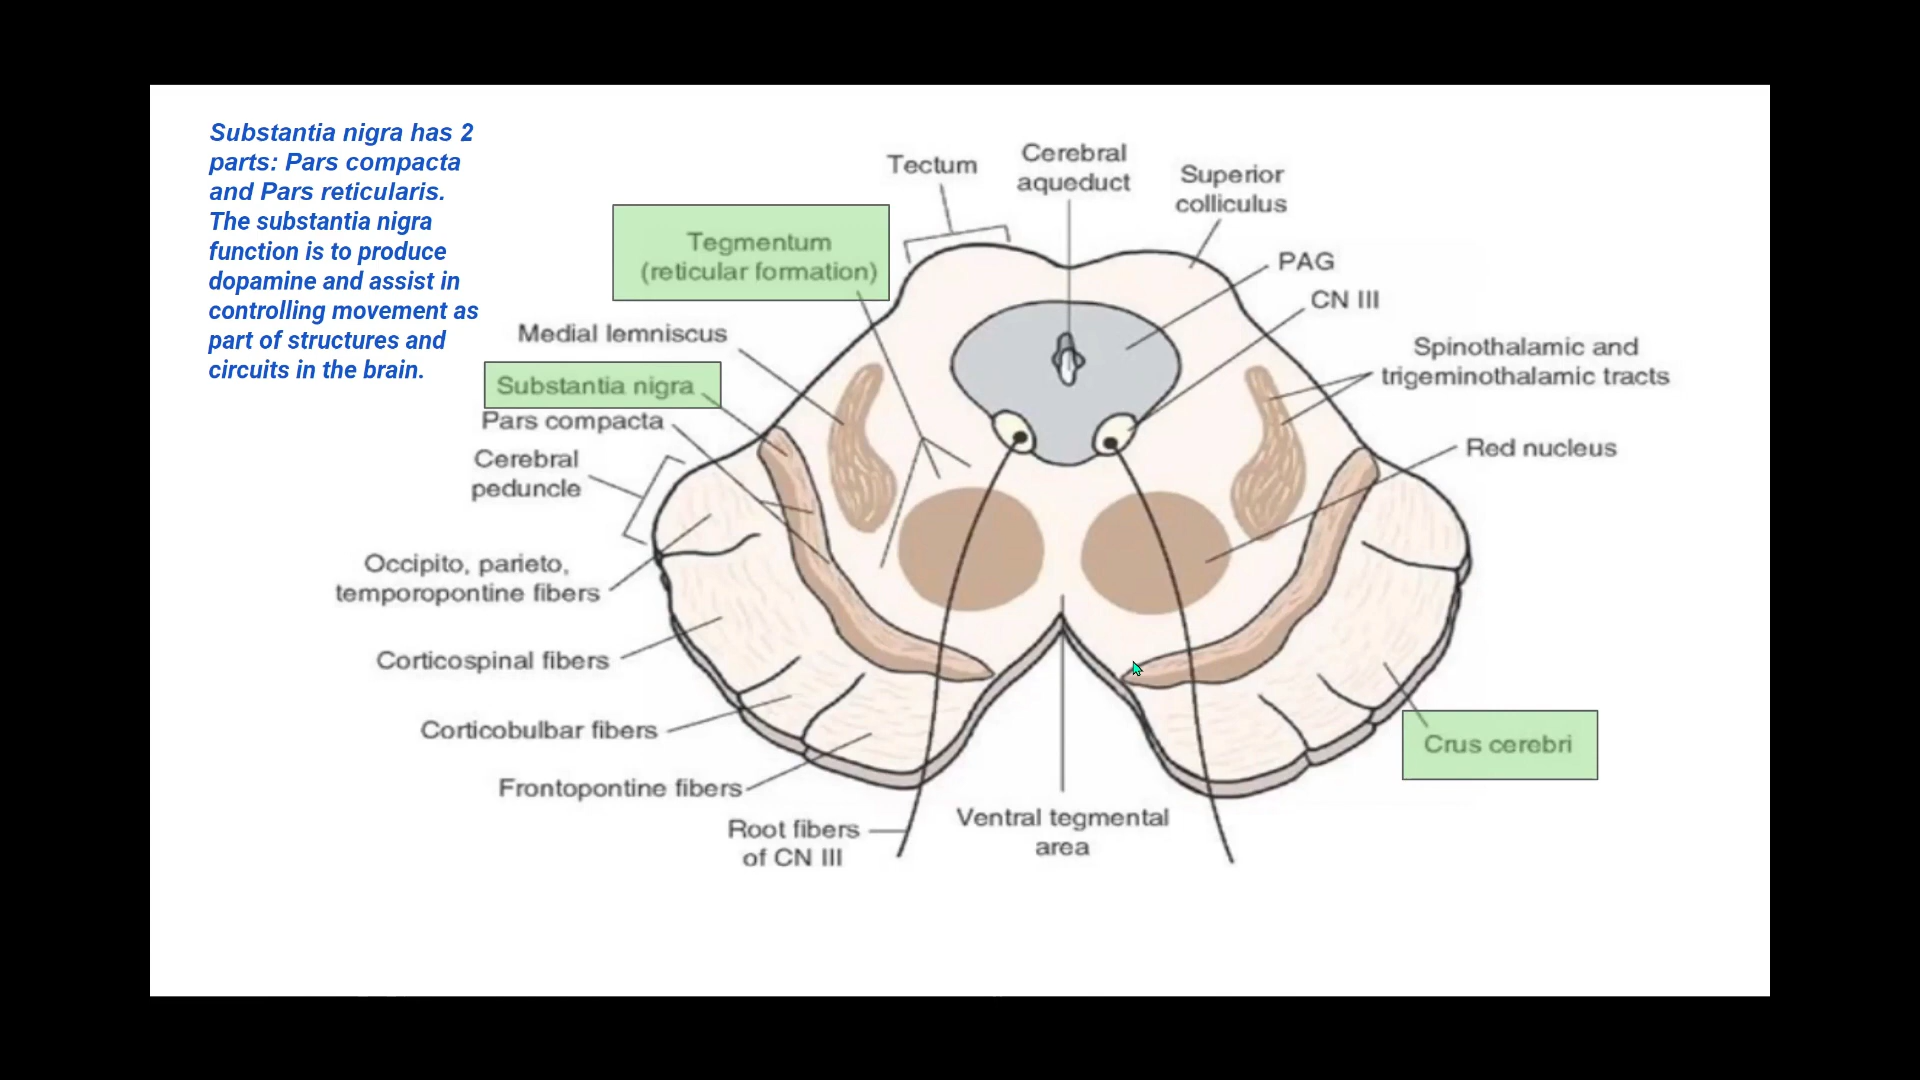 Substantia nigra has 2
parts: Pars compacta
and Pars reticularis.
The substantia nigra
function is to produce
dopamine and assist in
controlling movement as
part of structures and
circuits in the brain.
Tectum
Cerebral
aqueduct
Superior
colliculus
Tegmentum
(reticular formation)
PAG
CN III
Medial lemniscus
Spinothalamic and
trigeminothalamic tracts
Substantia nigra
Pars compacta
Cerebral
peduncle
Red nucleus
Occipito, parieto,
temporopontine fibers
Corticospinal fibers
Corticobulbar fibers
Crus cerebri
Frontopontine fibers
Root fibers
of CN III
Ventral tegmental
area